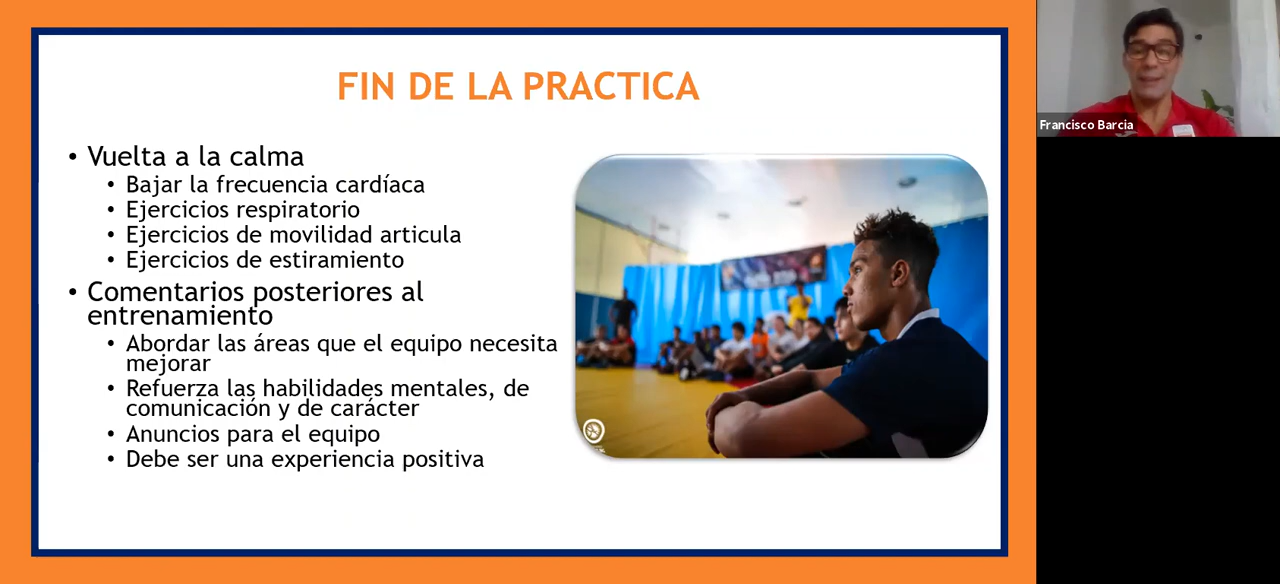 FIN DE LA PRACTICA
Francisco Barcia
• Vuelta a la calma
• Bajar la frecuencia cardíaca
• Ejercicios respiratorio
• Ejercicios de movilidad articula
• Ejercicios de estiramiento
• Comentarios posteriores al
entrenamiento
• Abordar las áreas que el equipo necesita
mejorar
• Refuerza las habilidades mentales, de
comunicación y de carácter
• Anuncios para el equipo
• Debe ser una experiencia positiva